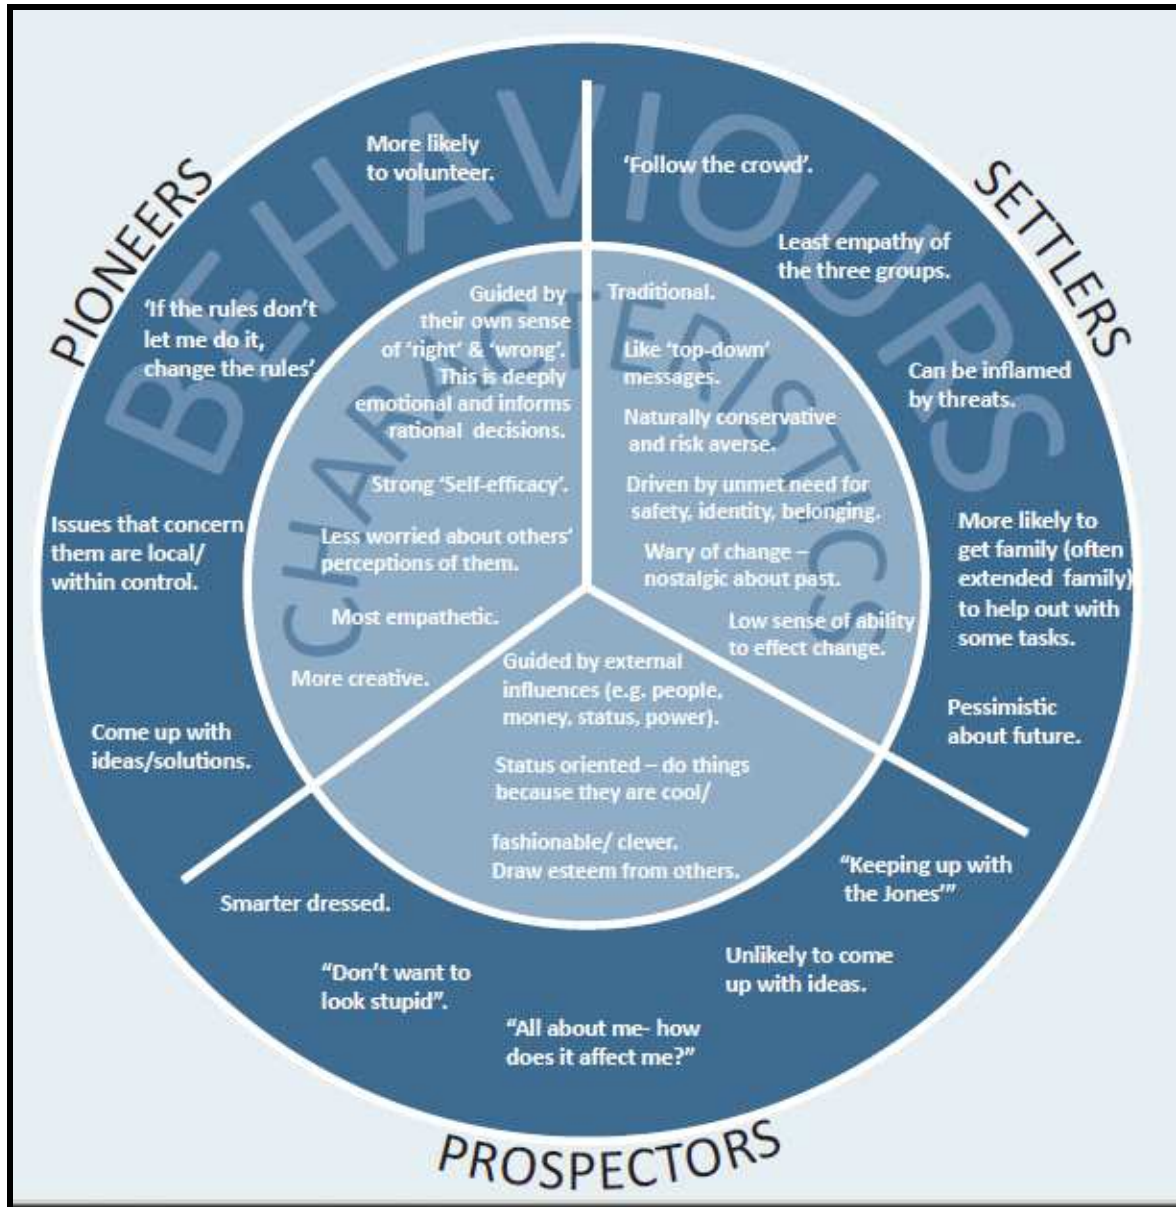 BEHAVIOURS
CHARACTERISTICS
PIONEERS
More likely
to volunteer.
'If the rules don't
let me do it,
change the rules'.
Issues that concern
them are local/
within control.
Come up with
ideas/solutions.
Guided by
their own sense
of 'right' & 'wrong'.
This is deeply
emotional and informs
rational decisions.
Strong 'Self-efficacy'.
Less worried about others'
perceptions of them.
Most empathetic.
More creative.
SETTLERS
'Follow the crowd'.
Least empathy of
the three groups.
Can be inflamed
by threats.
More likely to
get family (often
extended family)
to help out with
some tasks.
Pessimistic
about future.
Traditional.
Like 'top-down'
messages.
Naturally conservative
and risk averse.
Driven by unmet need for
safety, identity, belonging.
Wary of change –
nostalgic about past.
Low sense of ability
to effect change.
Guided by external
influences (e.g. people,
money, status, power).
Status oriented – do things
because they are cool/
fashionable/ clever.
Draw esteem from others.
"Keeping up with
the Jones'"
Smarter dressed.
Unlikely to come
up with ideas.
"Don't want to
look stupid".
"All about me- how
does it affect me?"
PROSPECTORS